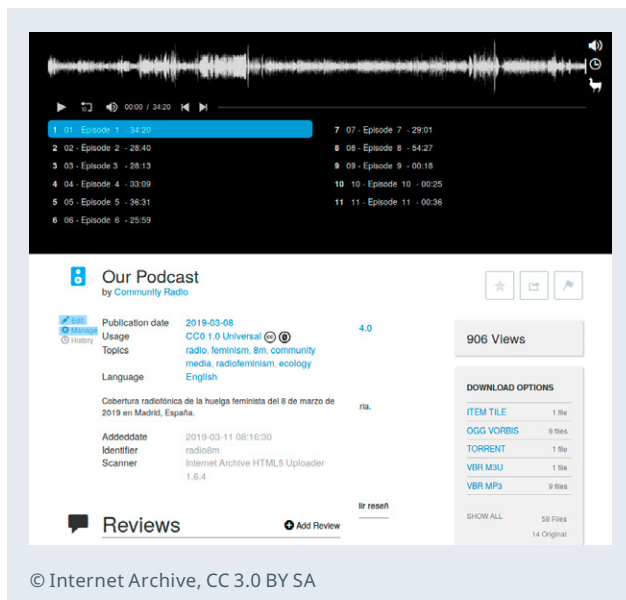 00:00 / 34:20
1 01 - Episode 1 - 34:20
2 02 - Episode 2 - 28:40
3 03 - Episode 3 - 28:13
4 04 - Episode 4 - 33:09
5 05 - Episode 5 - 36:31
6 06 - Episode 6 - 25:59
7 07 - Episode 7 - 29:01
8 08 - Episode 8 - 54:27
9 09 - Episode 9 - 00:18
10 10 - Episode 10 - 00:25
11 11 - Episode 11 - 00:36
Our Podcast
by Community Radio
Edit
Manage
History
Publication date 2019-03-08
Usage CC0 1.0 Universal
Topics radio, feminism, 8m, community
media, radiofeminism, ecology
Language English
4.0
Cobertura radiofónica de la huelga feminista del 8 de marzo de
2019 en Madrid, España.
ria.
Addeddate 2019-03-11 08:16:30
Identifier radio8m
Scanner Internet Archive HTML5 Uploader
1.6.4
lir reseñ
Reviews
Add Review
906 Views
DOWNLOAD OPTIONS
ITEM TILE 1 file
OGG VORBIS 9 files
TORRENT 1 file
VBR M3U 1 file
VBR MP3 9 files
SHOW ALL 58 Files
14 Original
© Internet Archive, CC 3.0 BY SA